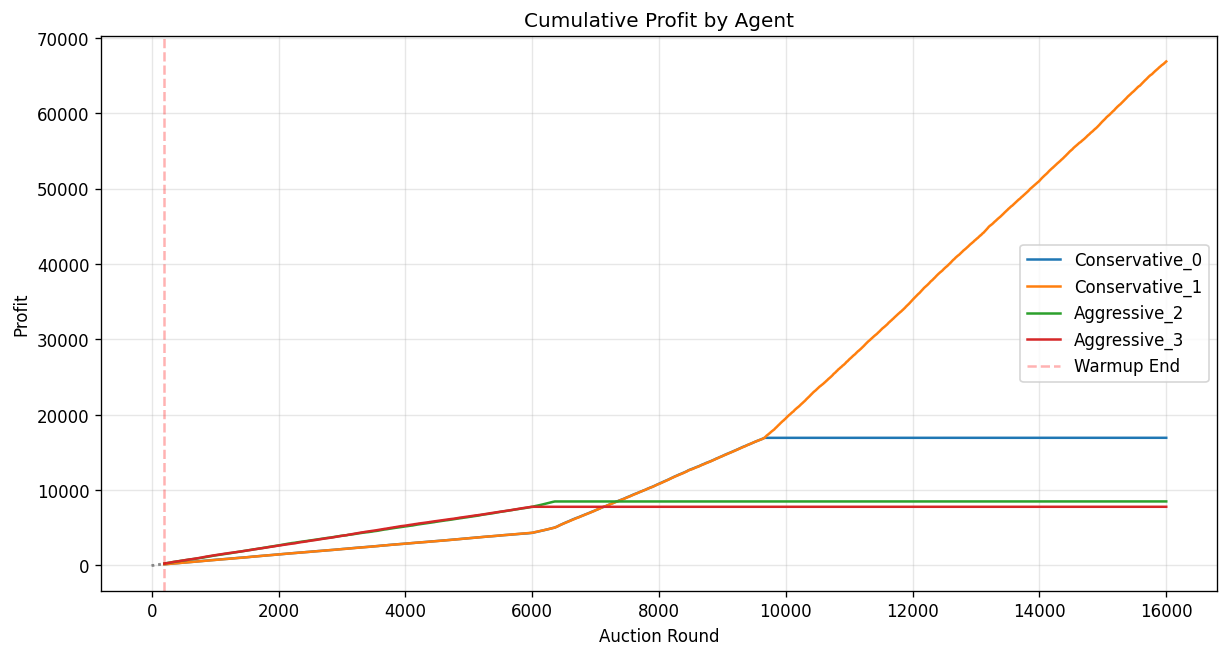 Cumulative Profit by Agent
Profit
70000
60000
50000
40000
30000
20000
10000
0
Conservative_0
Conservative_1
Aggressive_2
Aggressive_3
Warmup End
0 2000 4000 6000 8000 10000 12000 14000 16000
Auction Round